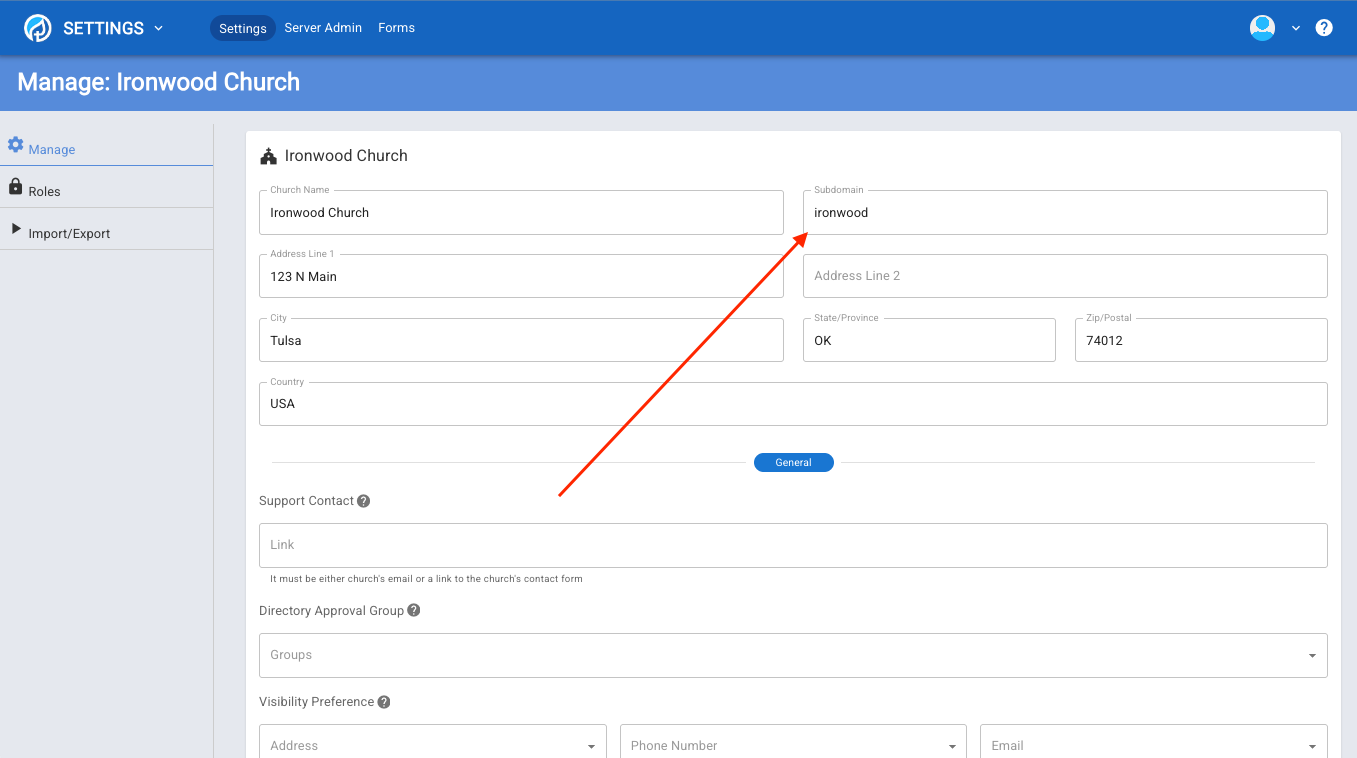 SETTINGS Settings Server Admin Forms
Manage: Ironwood Church
Manage
Roles
Import/Export
Ironwood Church
Church Name Subdomain
Ironwood Church ironwood
Address Line 1
123 N Main Address Line 2
City State/Province Zip/Postal
Tulsa OK 74012
Country
USA
General
Support Contact ?
Link
It must be either church's email or a link to the church's contact form
Directory Approval Group ?
Groups
Visibility Preference ?
Address Phone Number Email